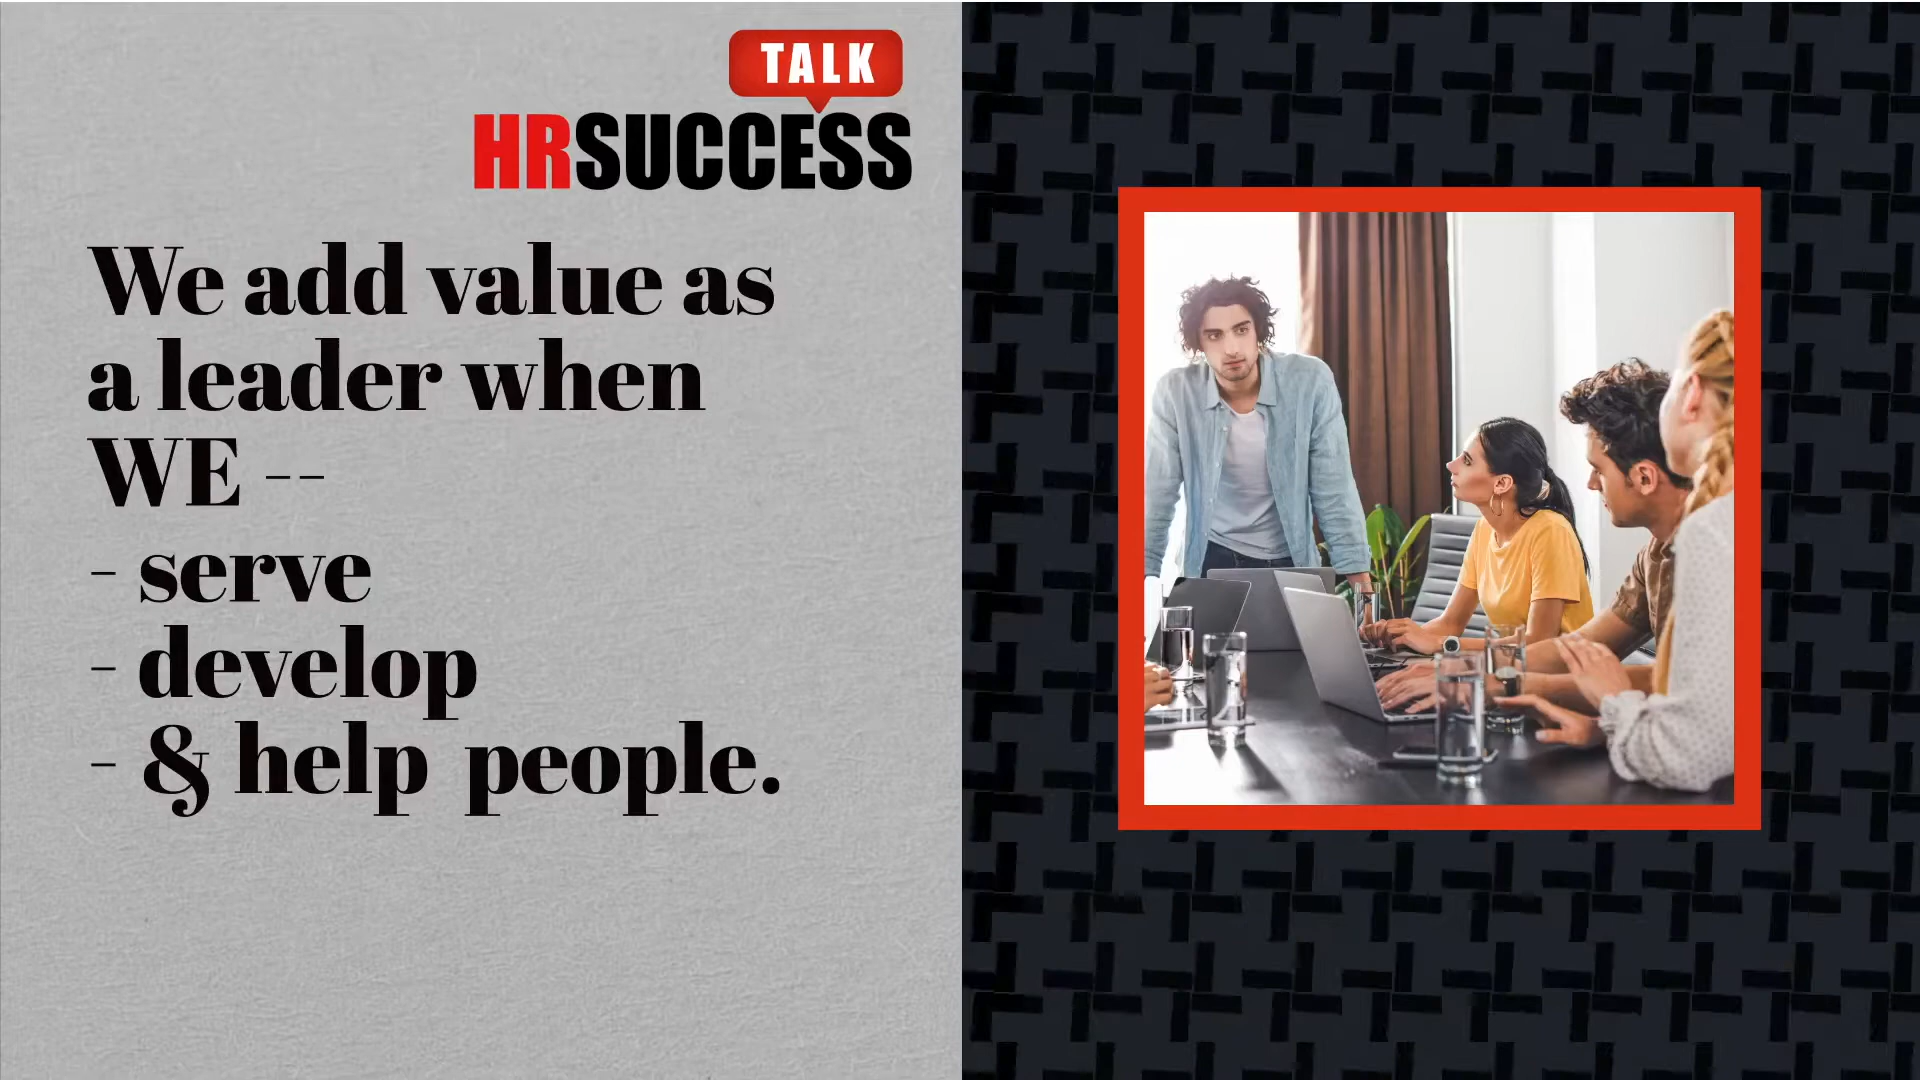 TALK
HRSUCCESS
We add value as
a leader when
WE --
- serve
- develop
- & help people.